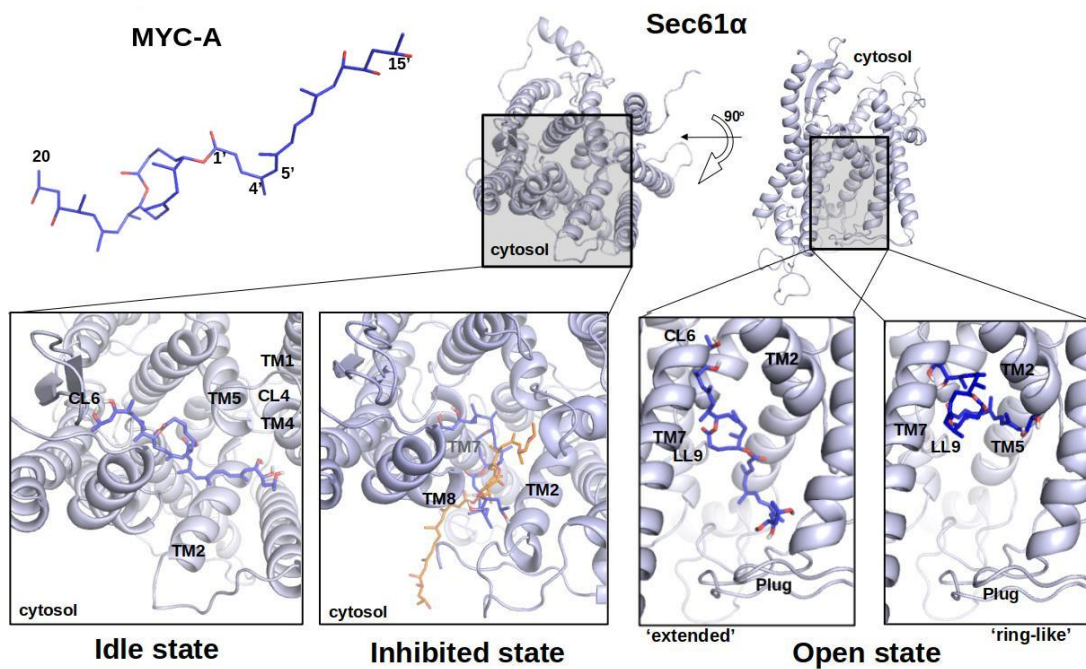 MYC-A
15'
1'
20
4'
5'
Sec61α
cytosol
90º
cytosol
CL6
TM5
TM1
CL4
TM4
TM2
cytosol
Idle state
TM7
TM8
TM2
cytosol
Inhibited state
CL6
TM2
TM7
LL9
Plug
'extended'
TM2
TM7
LL9
TM5
Plug
'ring-like'
Open state